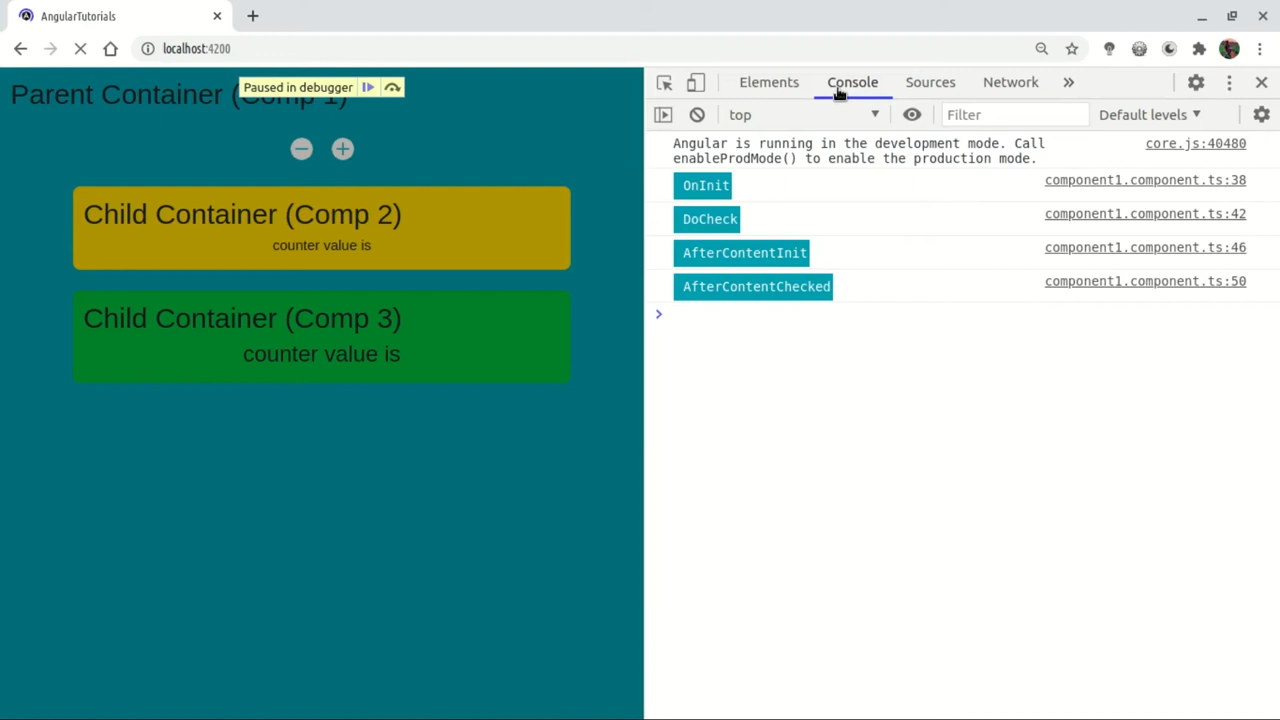 AngularTutorials
localhost:4200
Parent Container (Comp 1)
Paused in debugger
Child Container (Comp 2)
counter value is
Child Container (Comp 3)
counter value is
Elements
Console
Sources
Network
top
Filter
Default levels
Angular is running in the development mode. Call core.js:40480
enableProdMode() to enable the production mode.
OnInit component1.component.ts:38
DoCheck component1.component.ts:42
AfterContentInit component1.component.ts:46
AfterContentChecked component1.component.ts:50